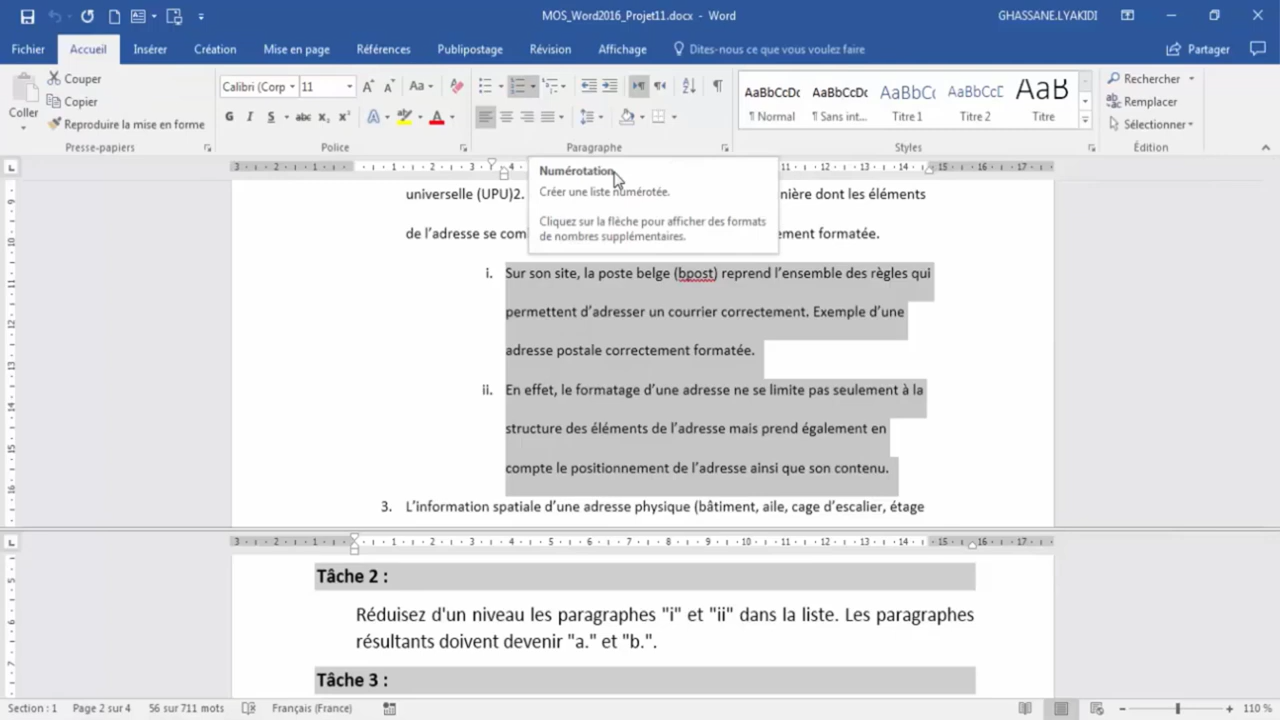 MOS_Word2016_Projet11.docx - Word
GHASSANE.LYAKIDI
Fichier
Accueil
Insérer
Création
Mise en page
Références
Publipostage
Révision
Affichage
Dites-nous ce que vous voulez faire
Partager
Coller
Couper
Copier
Reproduire la mise en forme
Presse-papiers
Calibri (Corp
11
Police
Paragraphe
AaBbCcDc
¶ Normal
AaBbCcDc
¶ Sans int...
AaBbCc
Titre 1
AaBbCcE
Titre 2
AaB
Titre
Styles
Rechercher
Remplacer
Sélectionner
Édition
Numérotation
Créer une liste numérotée.
Cliquez sur la flèche pour afficher des formats
de nombres supplémentaires.
universelle (UPU)2. nière dont les éléments
de l'adresse se com ement formatée.
i. Sur son site, la poste belge (bpost) reprend l'ensemble des règles qui
permettent d'adresser un courrier correctement. Exemple d'une
adresse postale correctement formatée.
ii. En effet, le formatage d'une adresse ne se limite pas seulement à la
structure des éléments de l'adresse mais prend également en
compte le positionnement de l'adresse ainsi que son contenu.
3. L'information spatiale d'une adresse physique (bâtiment, aile, cage d'escalier, étage
Tâche 2 :
Réduisez d'un niveau les paragraphes "i" et "ii" dans la liste. Les paragraphes
résultants doivent devenir "a." et "b.".
Tâche 3 :
Section : 1
Page 2 sur 4
56 sur 711 mots
Français (France)
110 %